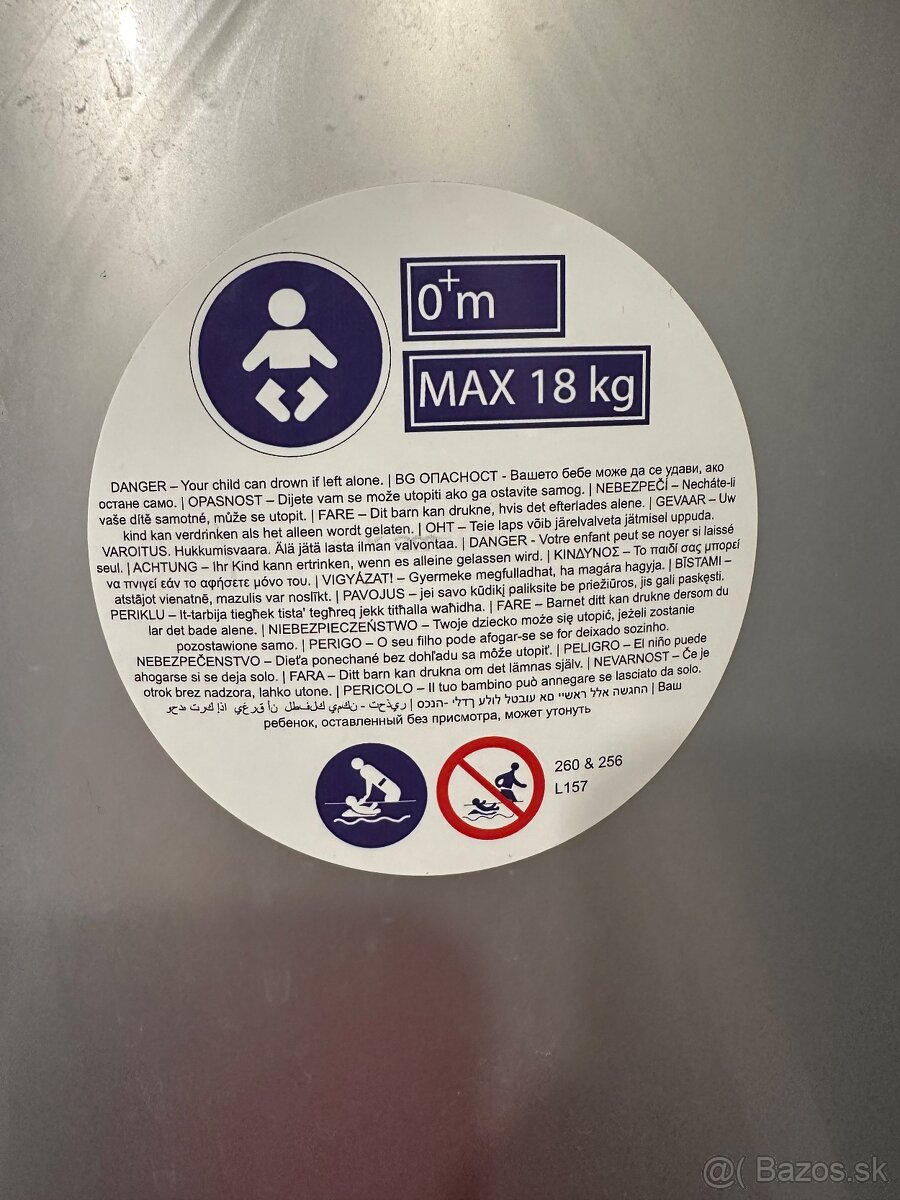 0+m
MAX 18 kg
DANGER – Your child can drown if left alone. | BG ОПАСНОСТ - Вашето бебе може да се удави, ако
остане само. | OPASNOST – Dijete vam se može utopiti ako ga ostavite samog. | NEBEZPEČÍ – Necháte-li
vaše dítě samotné, může se utopit. | FARE – Dit barn kan drukne, hvis det efterlades alene. | GEVAAR – Uw
kind kan verdrinken als het alleen wordt gelaten. | OHT – Teie laps võib järelvalveta jätmisel uppuda.
VAROITUS. Hukkumisvaara. Älä jätä lasta ilman valvontaa. | DANGER - Votre enfant peut se noyer si laissé
seul. | ACHTUNG – Ihr Kind kann ertrinken, wenn es alleine gelassen wird. | ΚΙΝΔΥΝΟΣ – Το παιδί σας μπορεί
να πνιγεί εάν το αφήσετε μόνο του. | VIGYÁZAT! – Gyermeke megfulladhat, ha magára hagyja. | BĪSTAMI –
atstājot vienatnē, mazulis var noslīkt. | PAVOJUS – jei savo kūdikį paliksite be priežiūros, jis gali paskęsti.
PERIKLU – It-tarbija tiegħek tista' tegħreq jekk titħalla waħidha. | FARE – Barnet ditt kan drukne dersom du
lar det bade alene. | NIEBEZPIECZEŃSTWO – Twoje dziecko może się utopić, jeżeli zostanie
pozostawione samo. | PERIGO – O seu filho pode afogar-se se for deixado sozinho.
NEBEZPEČENSTVO – Dieťa ponechané bez dohľadu sa môže utopiť. | PELIGRO – El niño puede
ahogarse si se deja solo. | FARA – Ditt barn kan drukna om det lämnas själv. | NEVARNOST – Če je
otrok brez nadzora, lahko utone. | PERICOLO – Il tuo bambino può annegare se lasciato da solo.
| Ваш
ребенок, оставленный без присмотра, может утонуть
260 & 256
L157
@( Bazos.sk